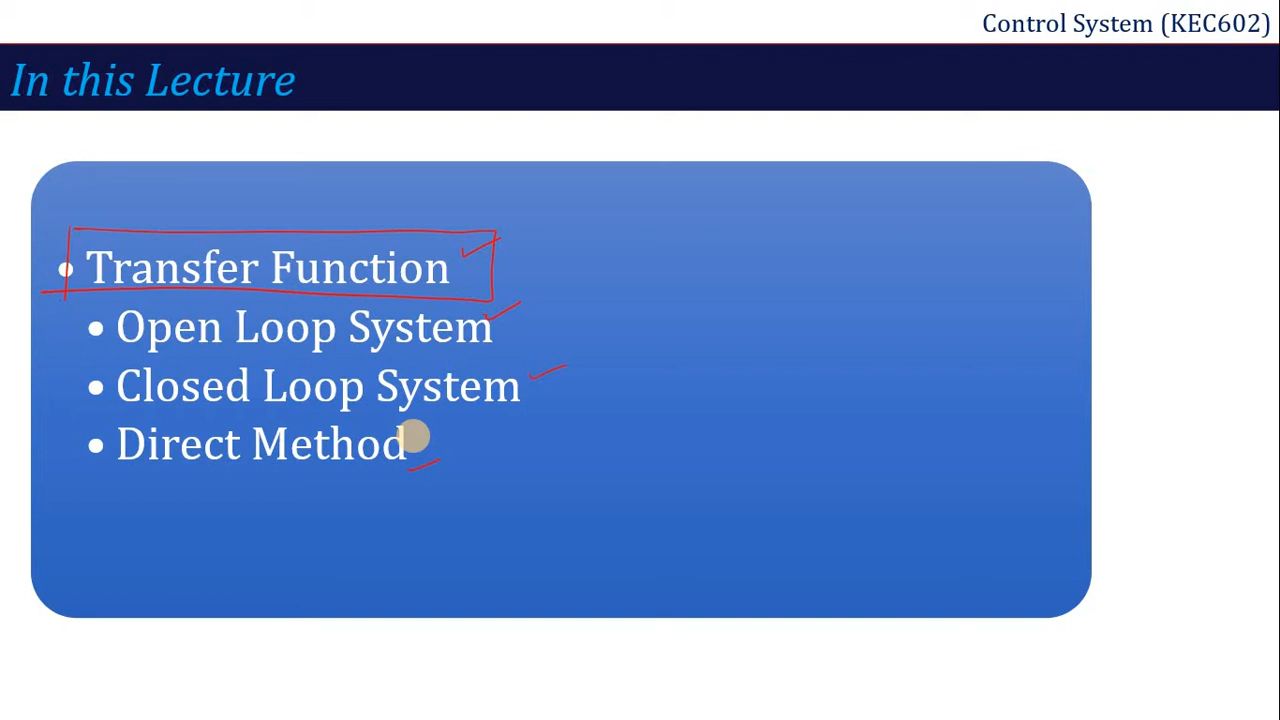 Control System (KEC602)
In this Lecture
• Transfer Function
• Open Loop System
• Closed Loop System
• Direct Method